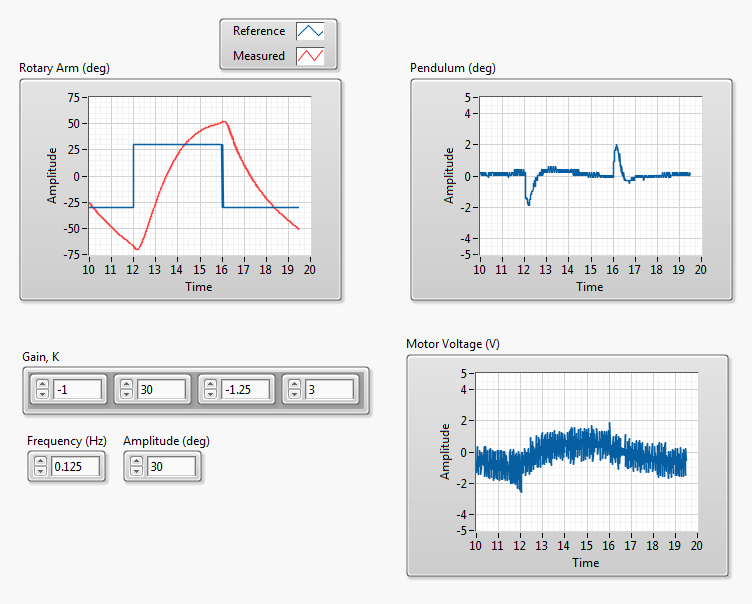 Reference
Measured
Rotary Arm (deg)
75
50
25
0
-25
-50
-75
Amplitude
10 11 12 13 14 15 16 17 18 19 20
Time
Pendulum (deg)
5
4
2
0
-2
-4
-5
Amplitude
10 11 12 13 14 15 16 17 18 19 20
Time
Gain, K
-1 30 -1.25 3
Frequency (Hz) Amplitude (deg)
0.125 30
Motor Voltage (V)
5
4
2
0
-2
-4
-5
Amplitude
10 11 12 13 14 15 16 17 18 19 20
Time